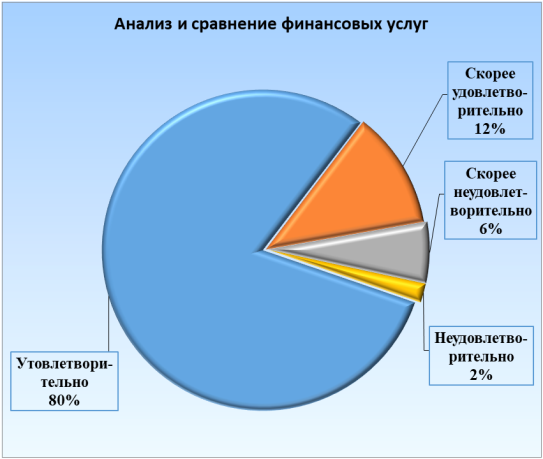 Анализ и сравнение финансовых услуг
Скорее
удовлетво-
рительно
12%
Скорее
неудовлет-
ворительно
6%
Неудовлетво-
рительно
2%
Утовлетвори-
тельно
80%